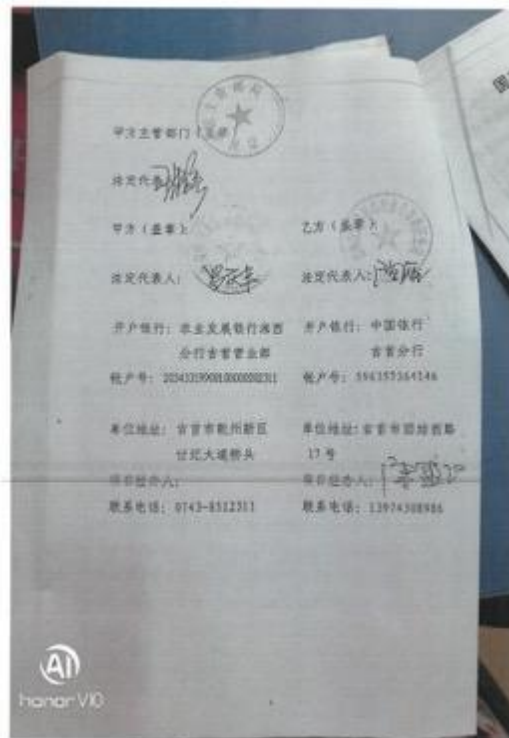 甲方主管部门（盖章
法定代表
甲方（盖章）： 乙方（盖章）：
法定代表人： 法定代表人：
开户银行：农业发展银行湘西 开户银行：中国银行
分行吉首营业部 吉首分行
帐户号： 帐户号：596357364146
单位地址：吉首市乾州新区 单位地址：吉首市团结西路
世纪大道桥头 17号
项目经办人： 项目经办人：
联系电话：0743-8512311 联系电话：13974308986
AI
honor V10
国